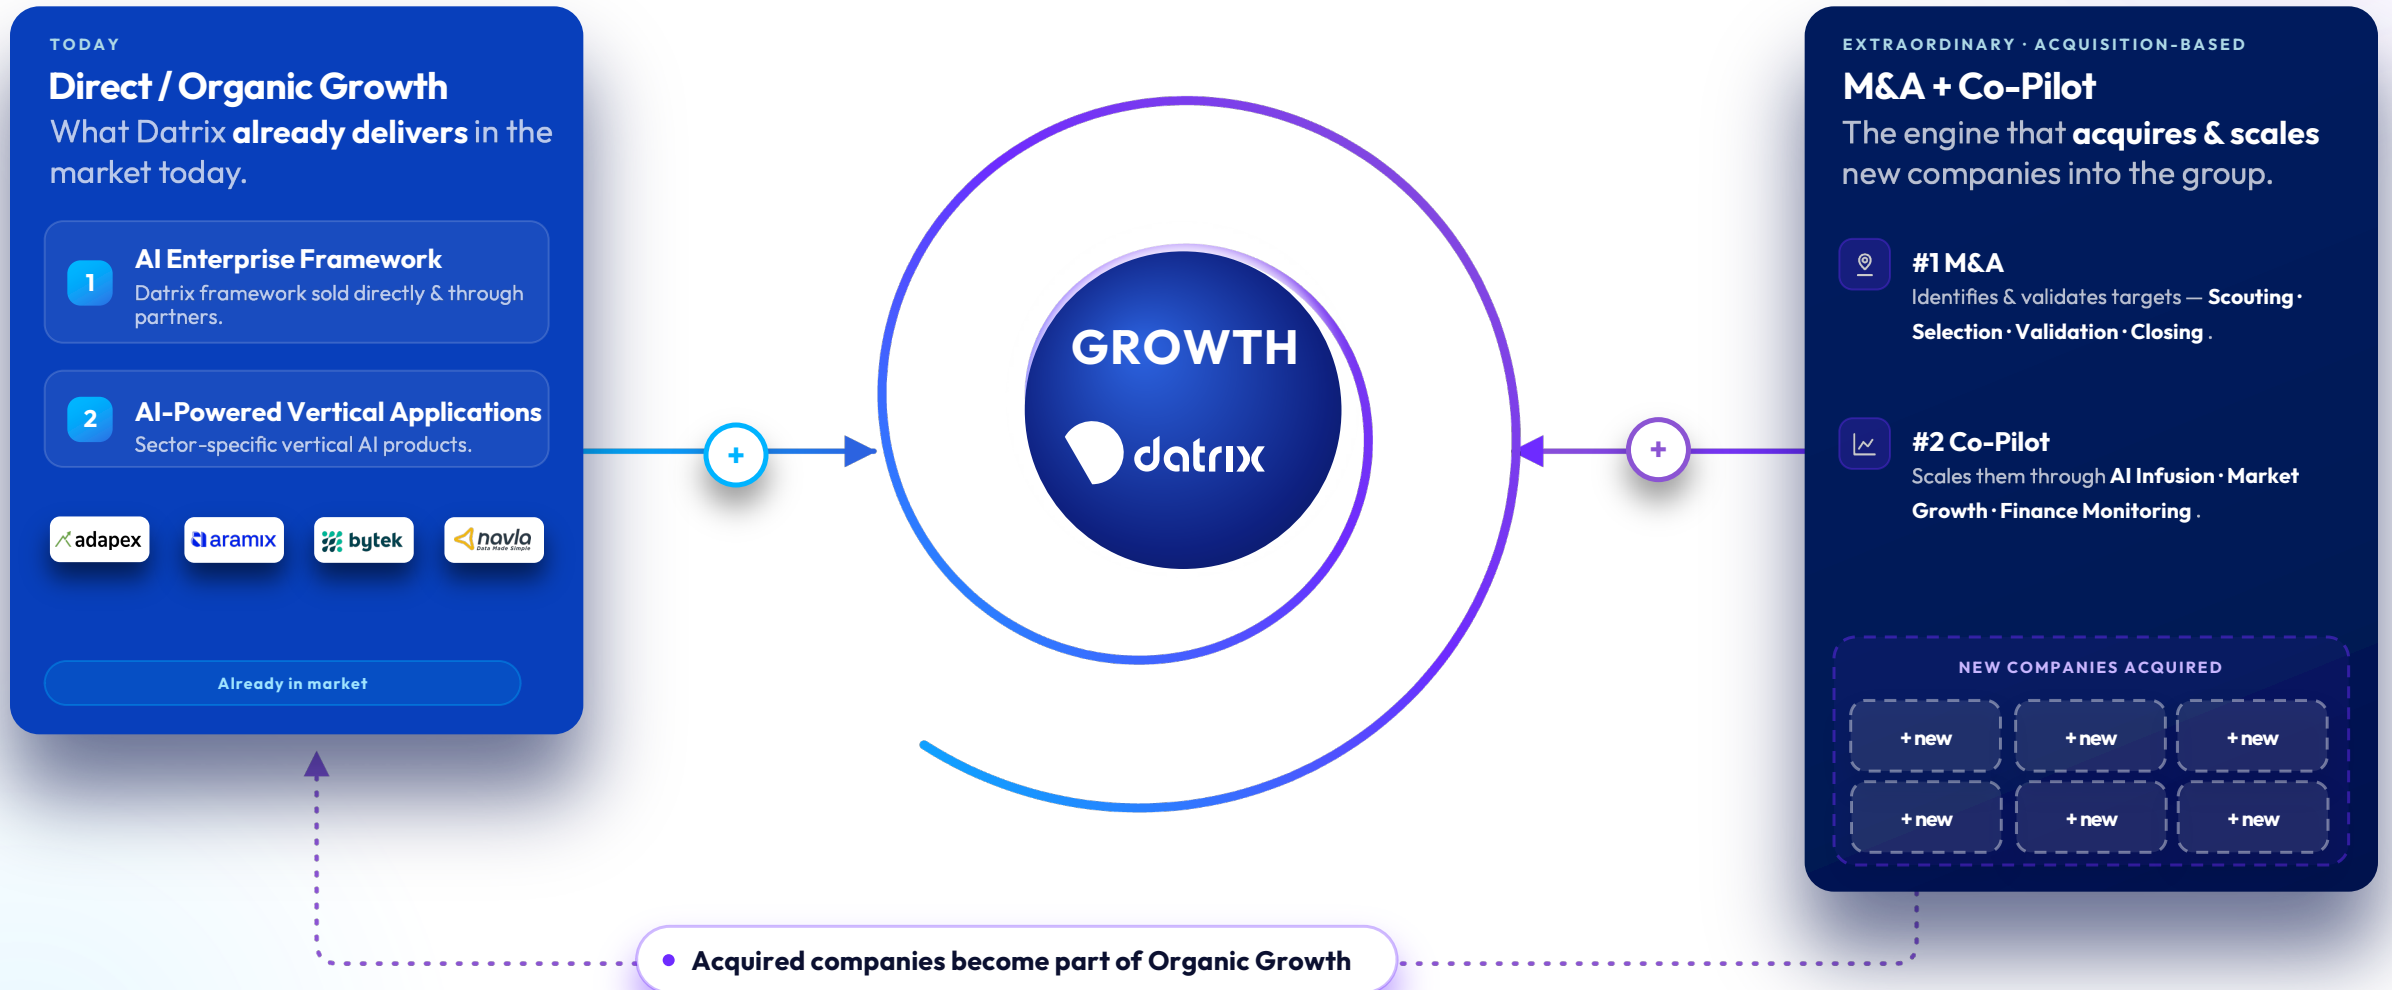 TODAY
Direct / Organic Growth
What Datrix already delivers in the
market today.
1
AI Enterprise Framework
Datrix framework sold directly & through
partners.
2
AI-Powered Vertical Applications
Sector-specific vertical AI products.
adapex
aramix
bytek
navla
Data Made Simple
Already in market
+
GROWTH
datrix
+
EXTRAORDINARY · ACQUISITION-BASED
M&A + Co-Pilot
The engine that acquires & scales
new companies into the group.
#1 M&A
Identifies & validates targets — Scouting ·
Selection · Validation · Closing .
#2 Co-Pilot
Scales them through AI Infusion · Market
Growth · Finance Monitoring .
NEW COMPANIES ACQUIRED
+ new + new + new
+ new + new + new
Acquired companies become part of Organic Growth